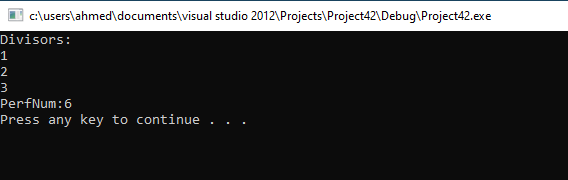 c:\users\ahmed\documents\visual studio 2012\Projects\Project42\Debug\Project42.exe
Divisors:
1
2
3
PerfNum:6
Press any key to continue . . .